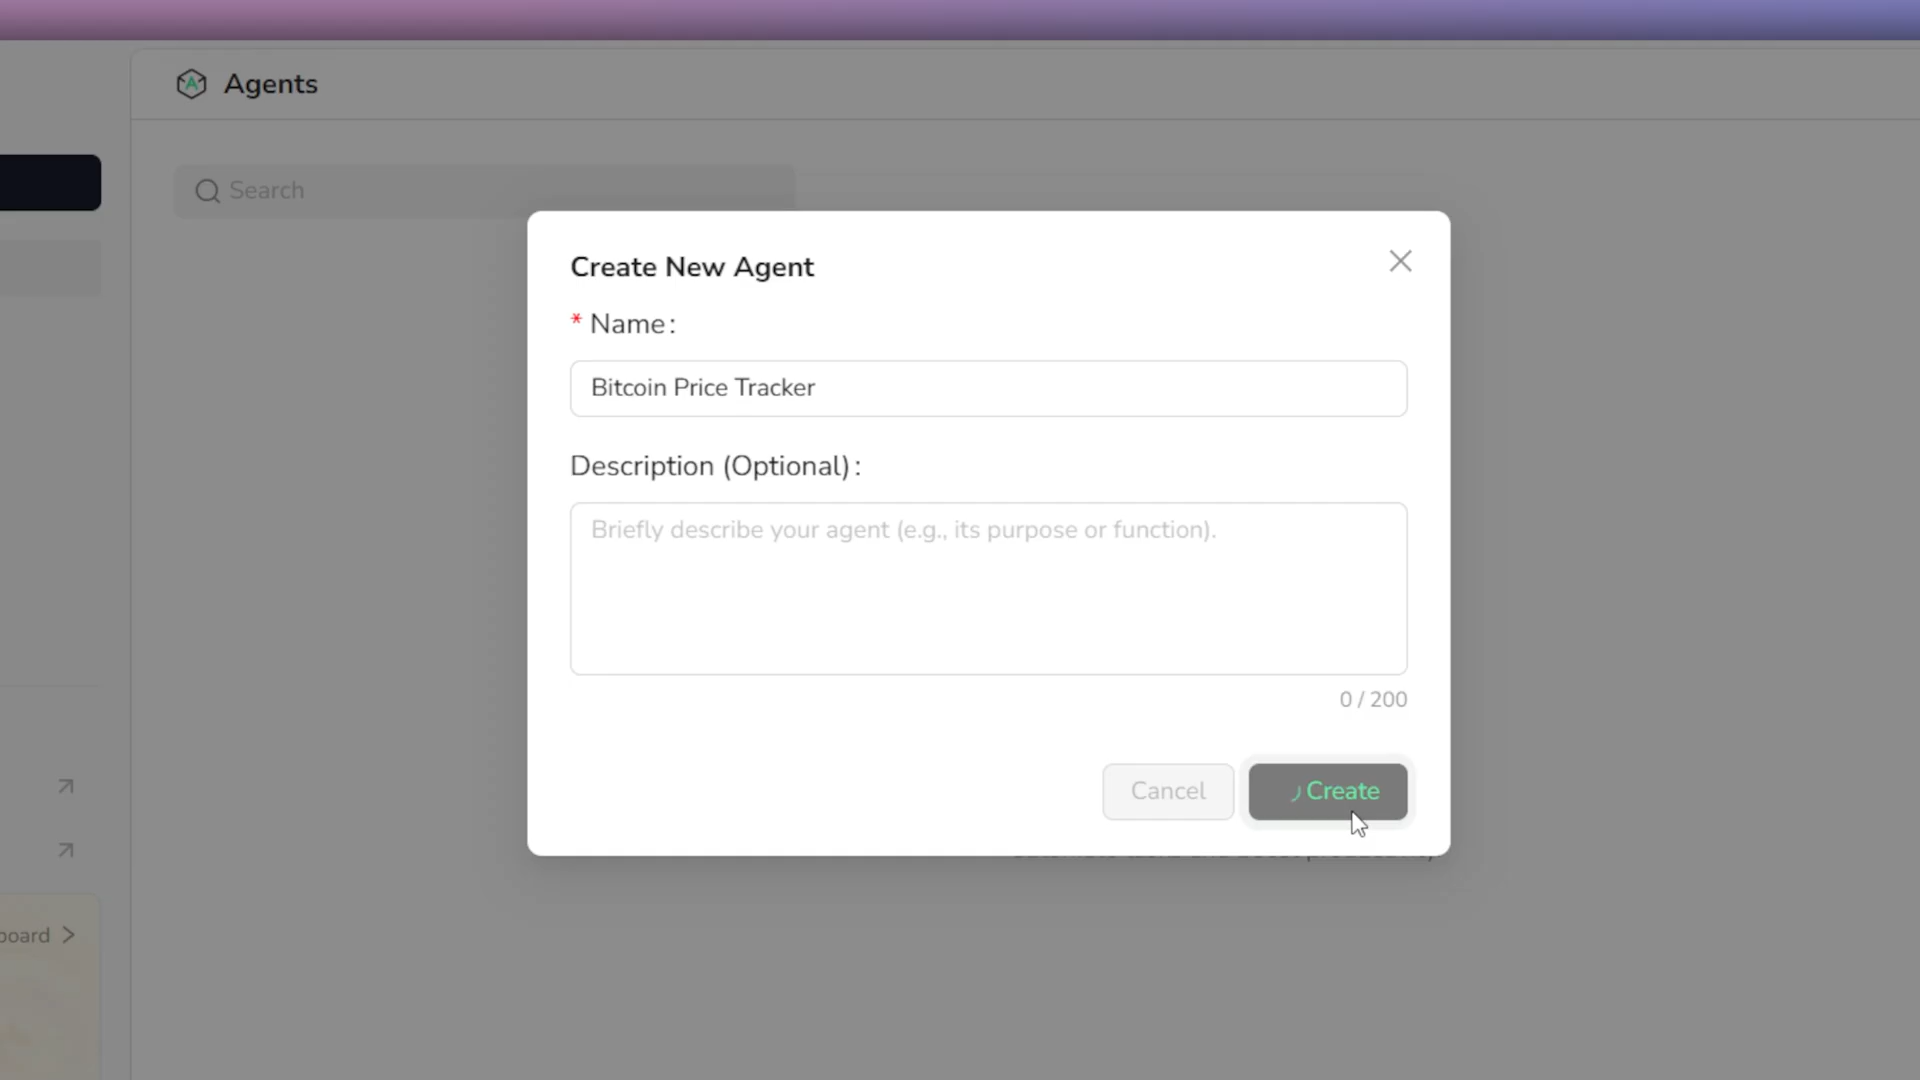 Agents
Search
Create New Agent
* Name:
Bitcoin Price Tracker
Description (Optional):
Briefly describe your agent (e.g., its purpose or function).
0 / 200
Cancel
Create
board